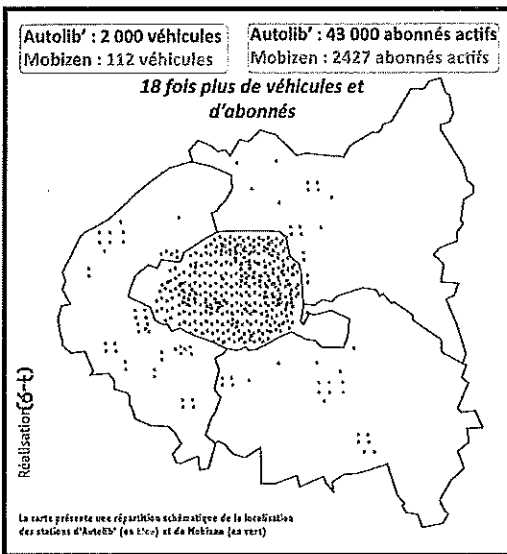 Autolib' : 2 000 véhicules
Mobizen : 112 véhicules
Autolib' : 43 000 abonnés actifs
Mobizen : 2427 abonnés actifs
18 fois plus de véhicules et
d'abonnés
Réalisation (6-t)
La carte présente une répartition schématique de la localisation
des stations d'Autolib' (en bleu) et de Mobizen (en vert)